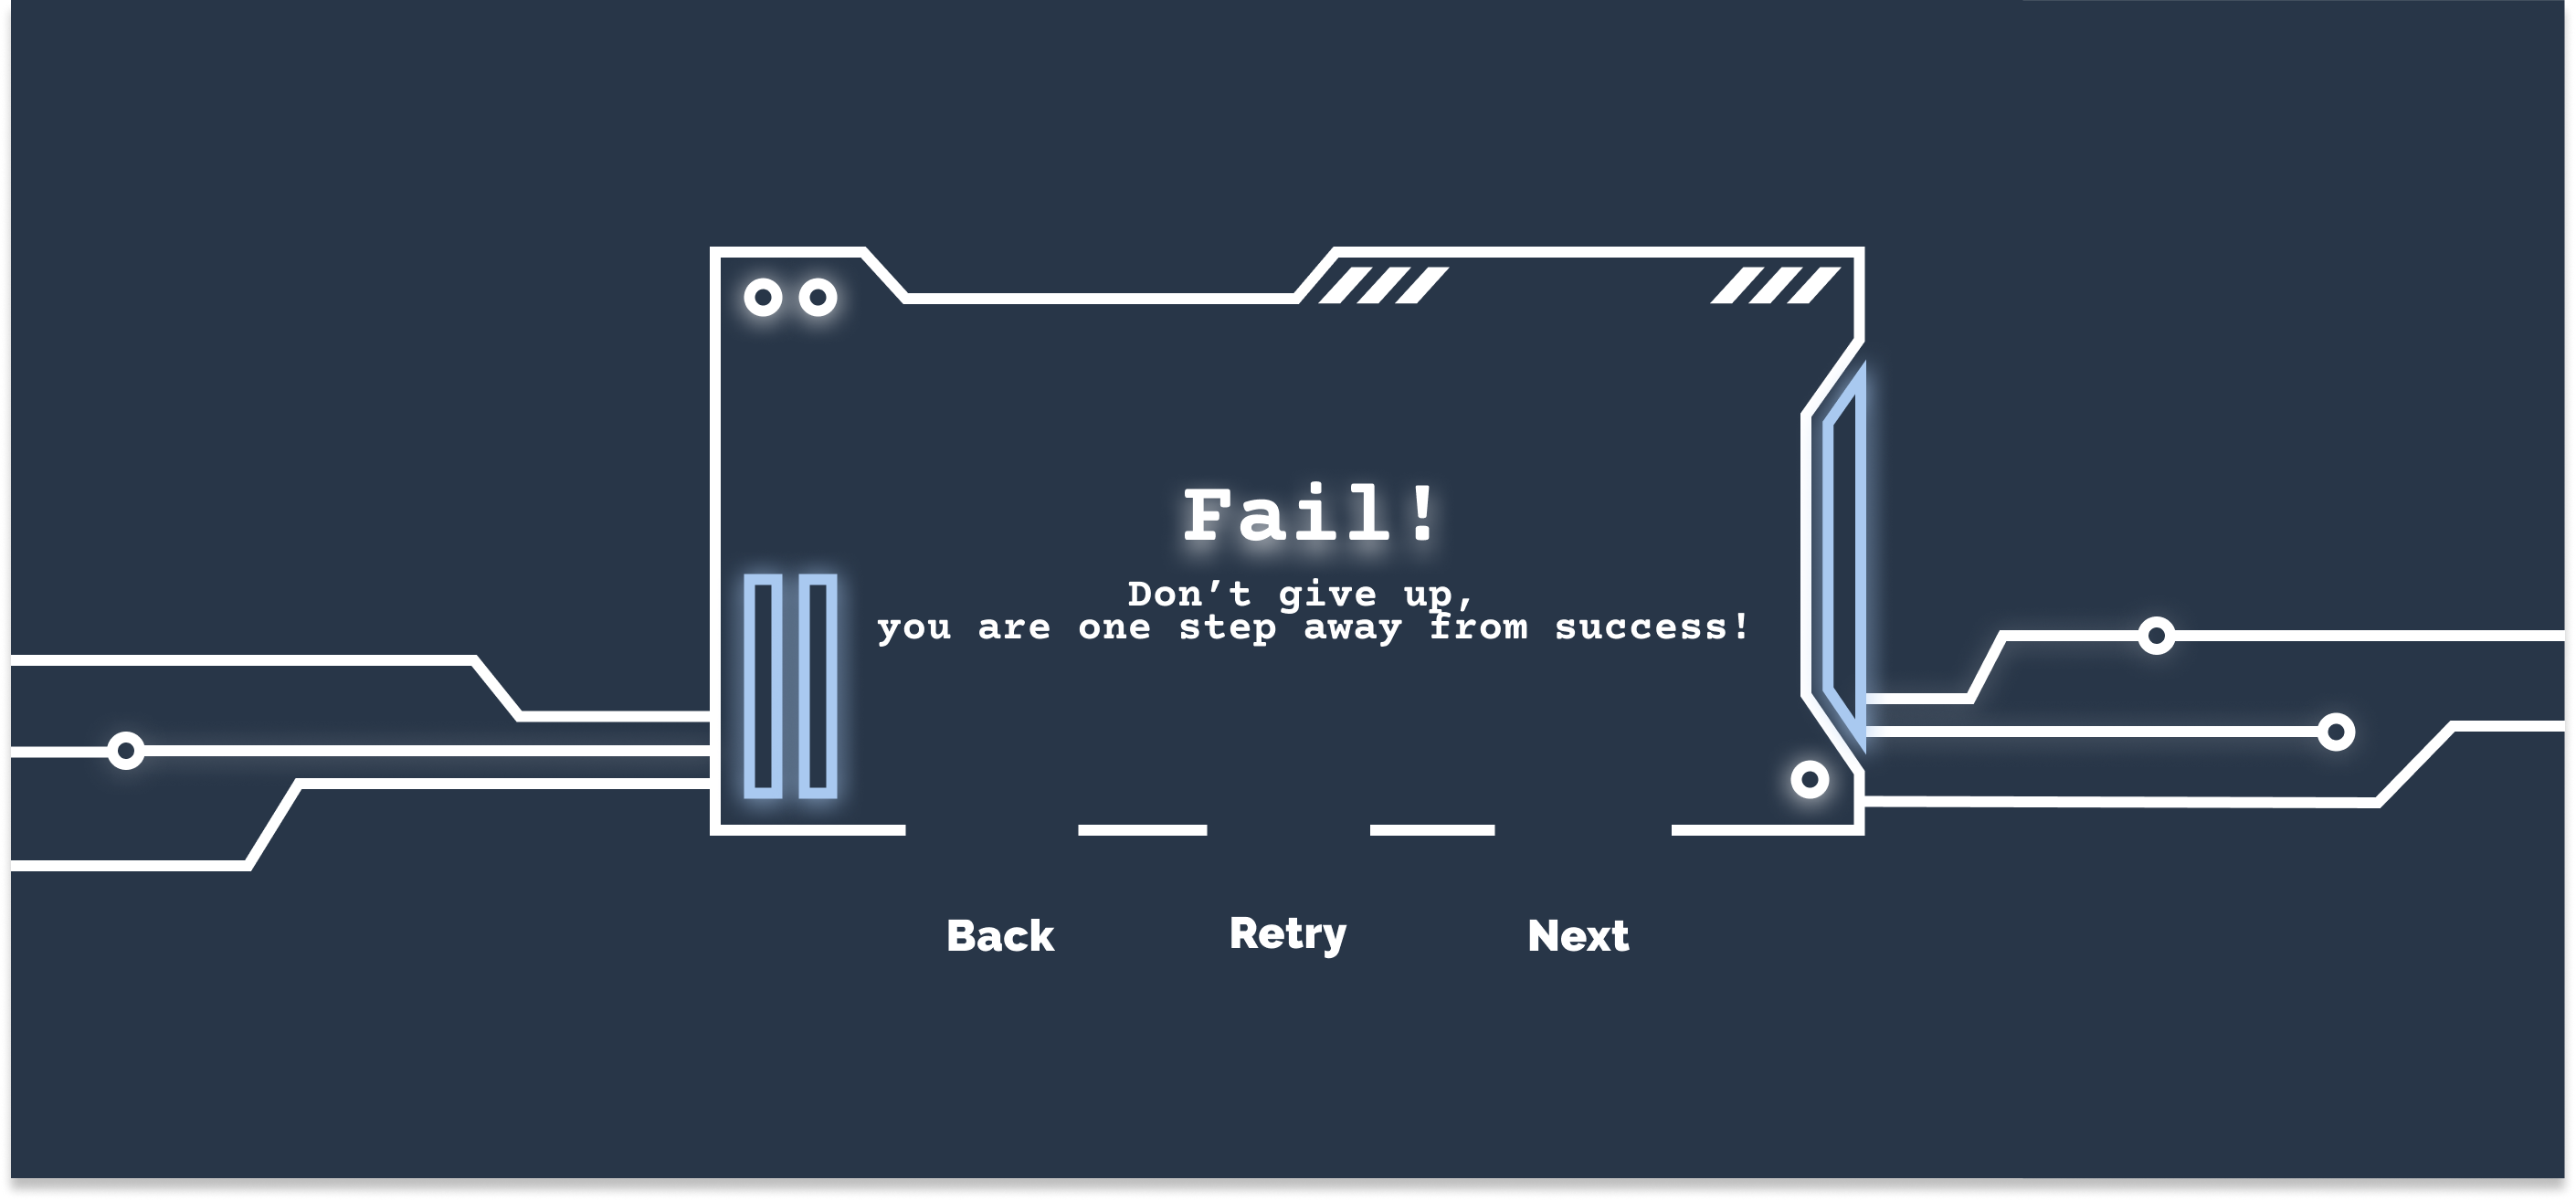 Fail!
Don’t give up,
you are one step away from success!
Back
Retry
Next